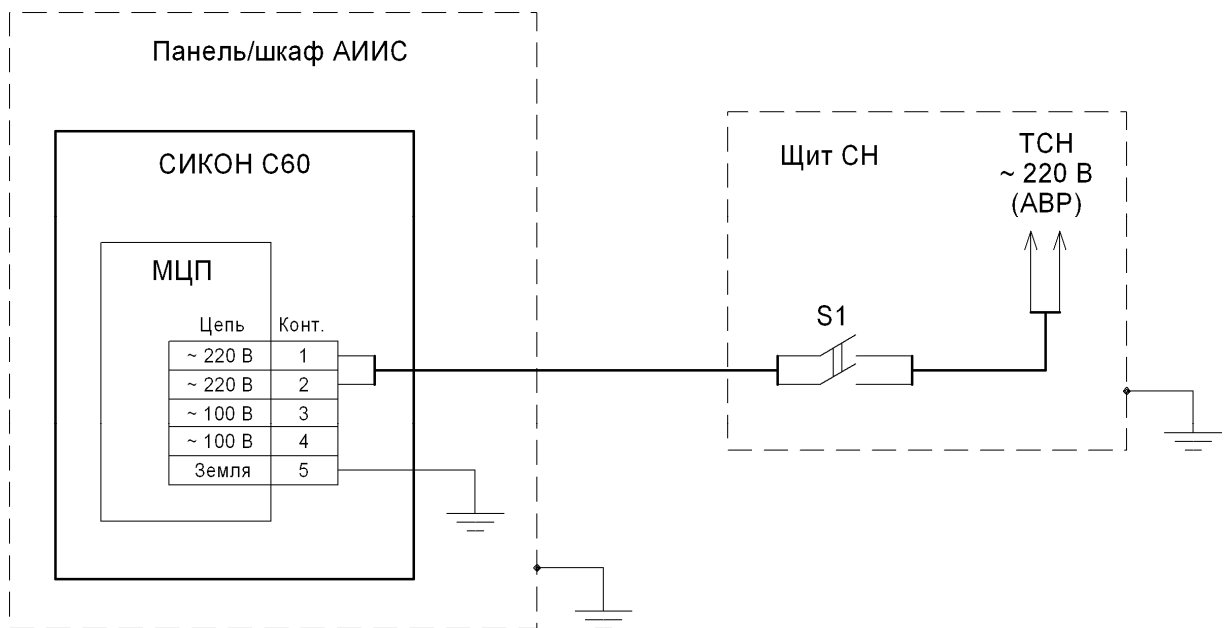 Панель/шкаф АИИС
СИКОН С60
МЦП
Цепь Конт.
~ 220 В 1
~ 220 В 2
~ 100 В 3
~ 100 В 4
Земля 5
Щит СН
ТСН
~ 220 В
(АВР)
S1